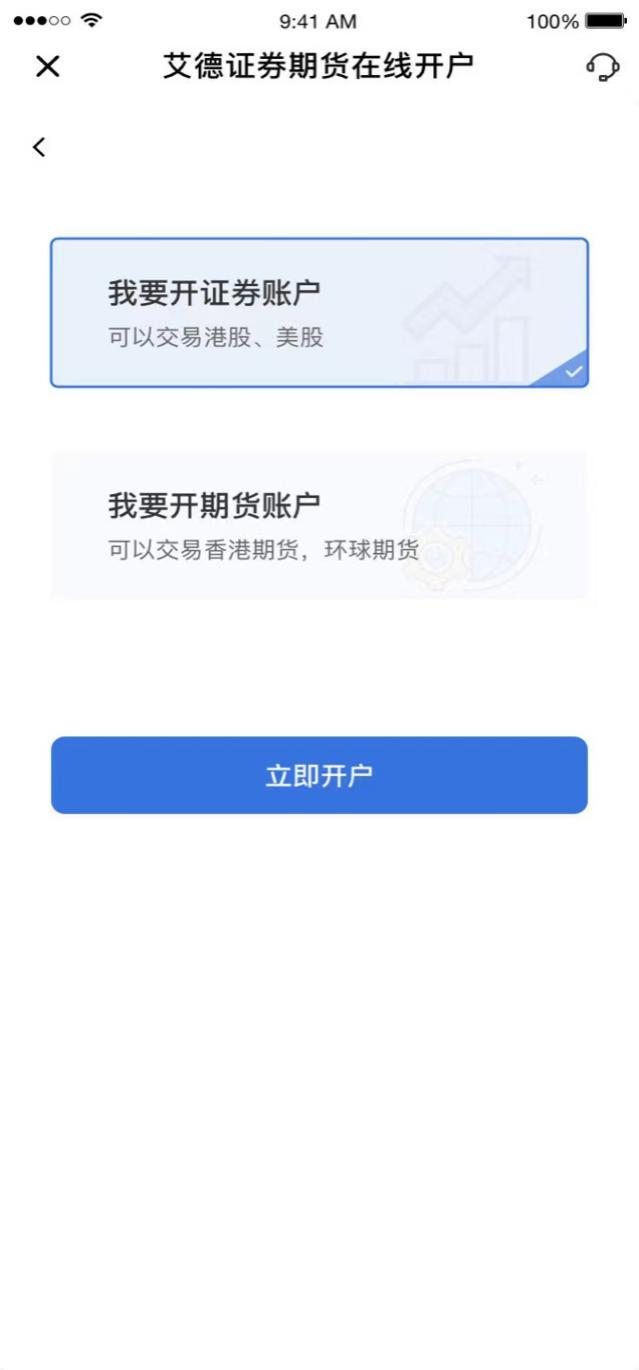 9:41 AM
100%
艾德证券期货在线开户
我要开证券账户
可以交易港股、美股
我要开期货账户
可以交易香港期货，环球期货
立即开户